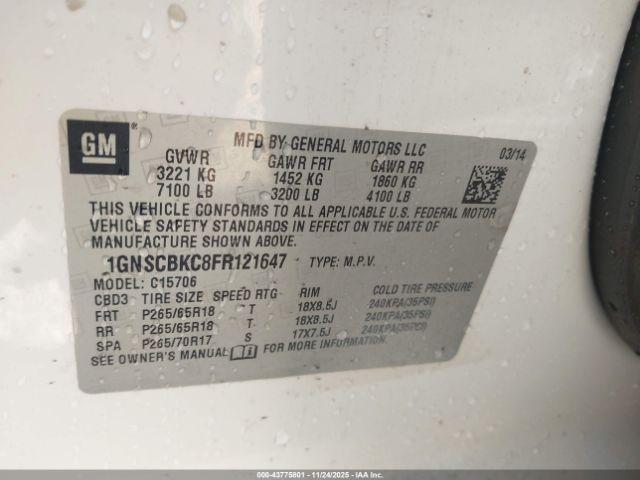 GM
MFD BY GENERAL MOTORS LLC
03/14
GVWR GAWR FRT GAWR RR
3221 KG 1452 KG 1860 KG
7100 LB 3200 LB 4100 LB
THIS VEHICLE CONFORMS TO ALL APPLICABLE U.S. FEDERAL MOTOR
VEHICLE SAFETY STANDARDS IN EFFECT ON THE DATE OF
MANUFACTURE SHOWN ABOVE.
1GNSCBKC8FR121647 TYPE: M.P.V.
MODEL: C15706
CBD3 TIRE SIZE SPEED RTG RIM COLD TIRE PRESSURE
FRT P265/65R18 T 18X8.5J 240KPA(35PSI)
RR P265/65R18 T 18X8.5J 240KPA(35PSI)
SPA P265/70R17 S 17X7.5J 240KPA(35PSI)
SEE OWNER'S MANUAL FOR MORE INFORMATION.
000-43775801 - 11/24/2025 - IAA Inc.